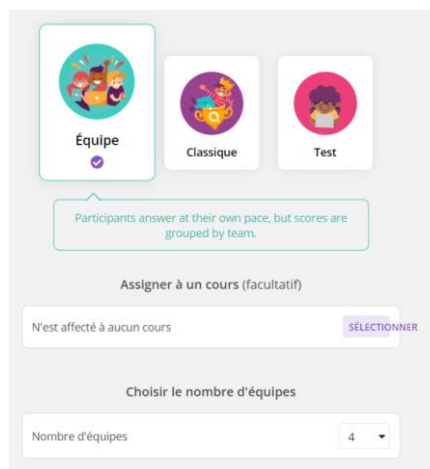 Équipe
Classique
Test
Participants answer at their own pace, but scores are
grouped by team.
Assigner à un cours (facultatif)
N'est affecté à aucun cours
SÉLECTIONNER
Choisir le nombre d'équipes
Nombre d'équipes
4